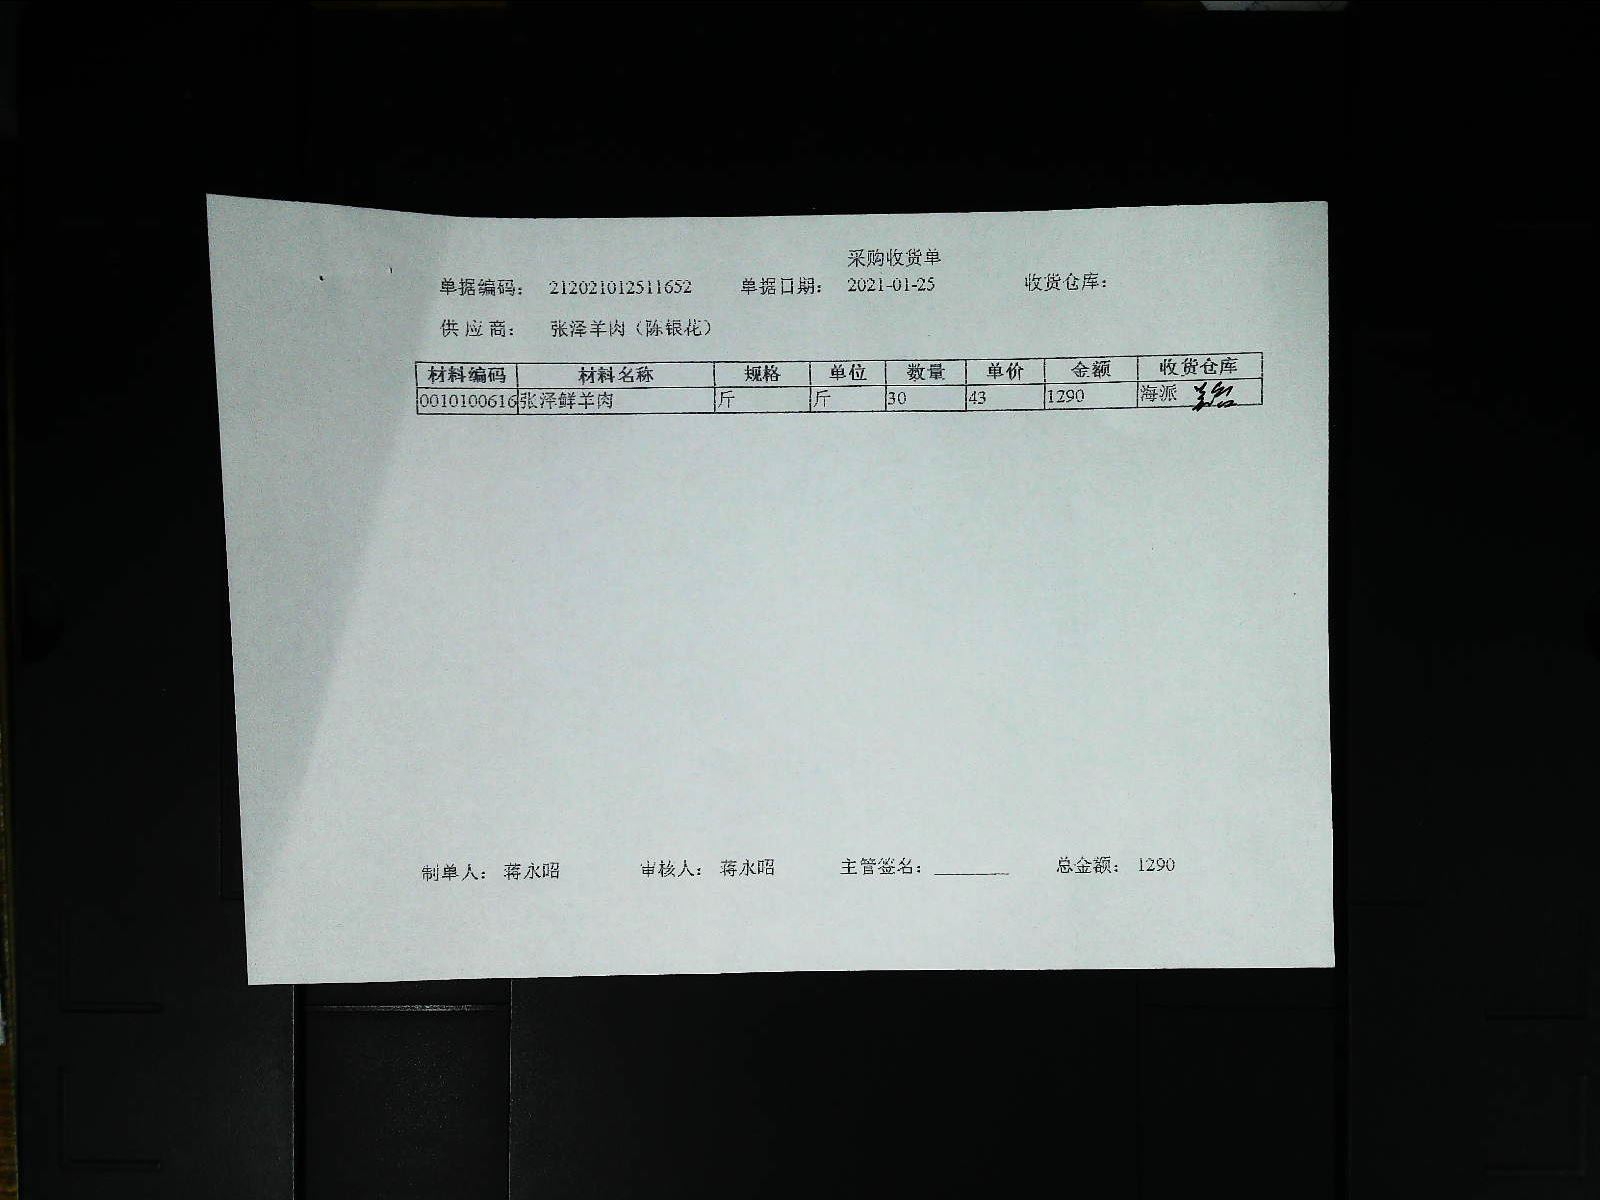 采购收货单
单据编码： 212021012511652 单据日期： 2021-01-25 收货仓库：
供 应 商： 张泽羊肉（陈银花）
材料编码 材料名称 规格 单位 数量 单价 金额 收货仓库
0010100616 张泽鲜羊肉 斤 斤 30 43 1290 海派
制单人： 蒋永昭 审核人： 蒋永昭 主管签名：________ 总金额： 1290